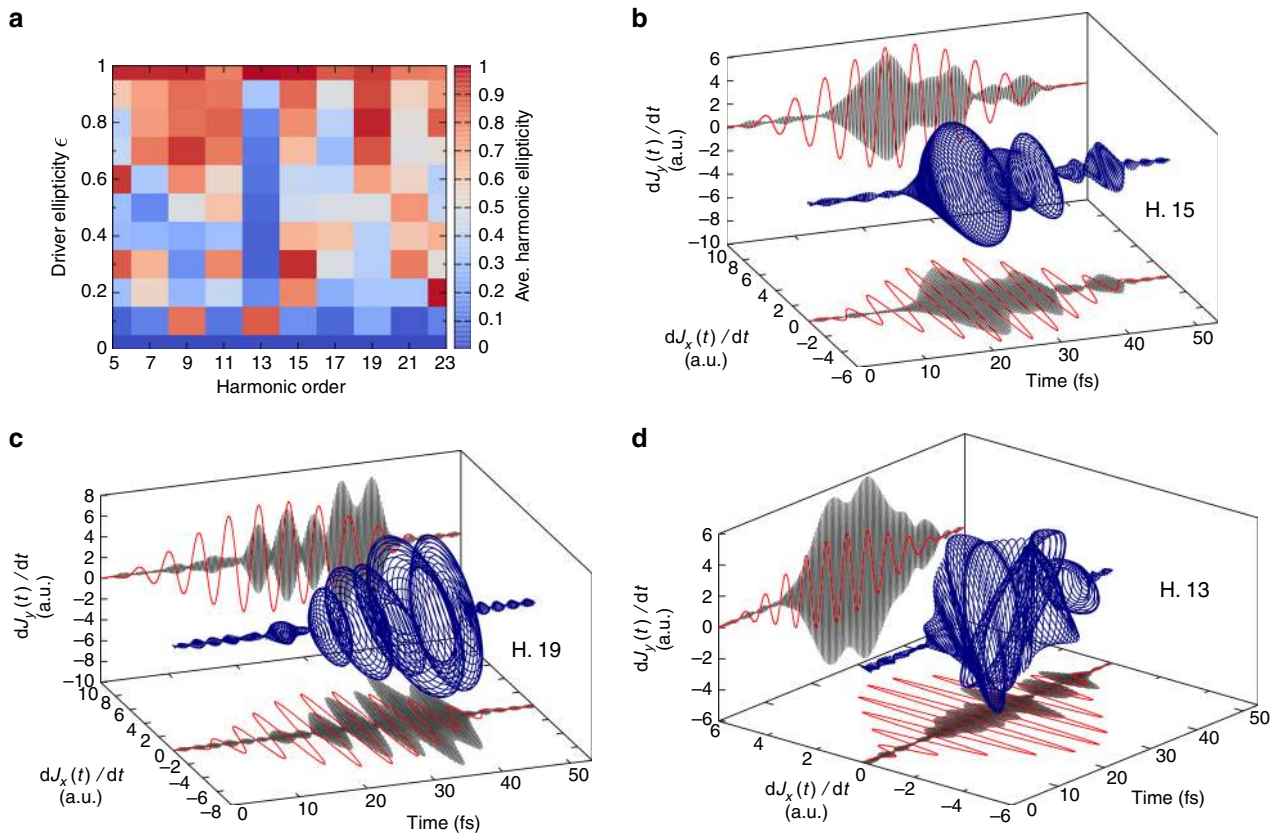 a
1
0.8
0.6
0.4
0.2
0
Driver ellipticity ϵ
5 7 9 11 13 15 17 19 21 23
Harmonic order
1
0.9
0.8
0.7
0.6
0.5
0.4
0.3
0.2
0.1
0
Ave. harmonic ellipticity
b
6
4
2
0
−2
−4
−6
−8
−10
dJy(t)/dt
(a.u.)
10
8
6
4
2
0
−2
−4
−6
dJx(t)/dt
(a.u.)
0 10 20 30 40 50
Time (fs)
H. 15
c
8
6
4
2
0
−2
−4
−6
−8
−10
dJy(t)/dt
(a.u.)
10
8
6
4
2
0
−2
−4
−6
−8
dJx(t)/dt
(a.u.)
0 10 20 30 40 50
Time (fs)
H. 19
d
6
4
2
0
−2
−4
−6
dJy(t)/dt
(a.u.)
6
4
2
0
−2
−4
−6
dJx(t)/dt
(a.u.)
0 10 20 30 40 50
Time (fs)
H. 13